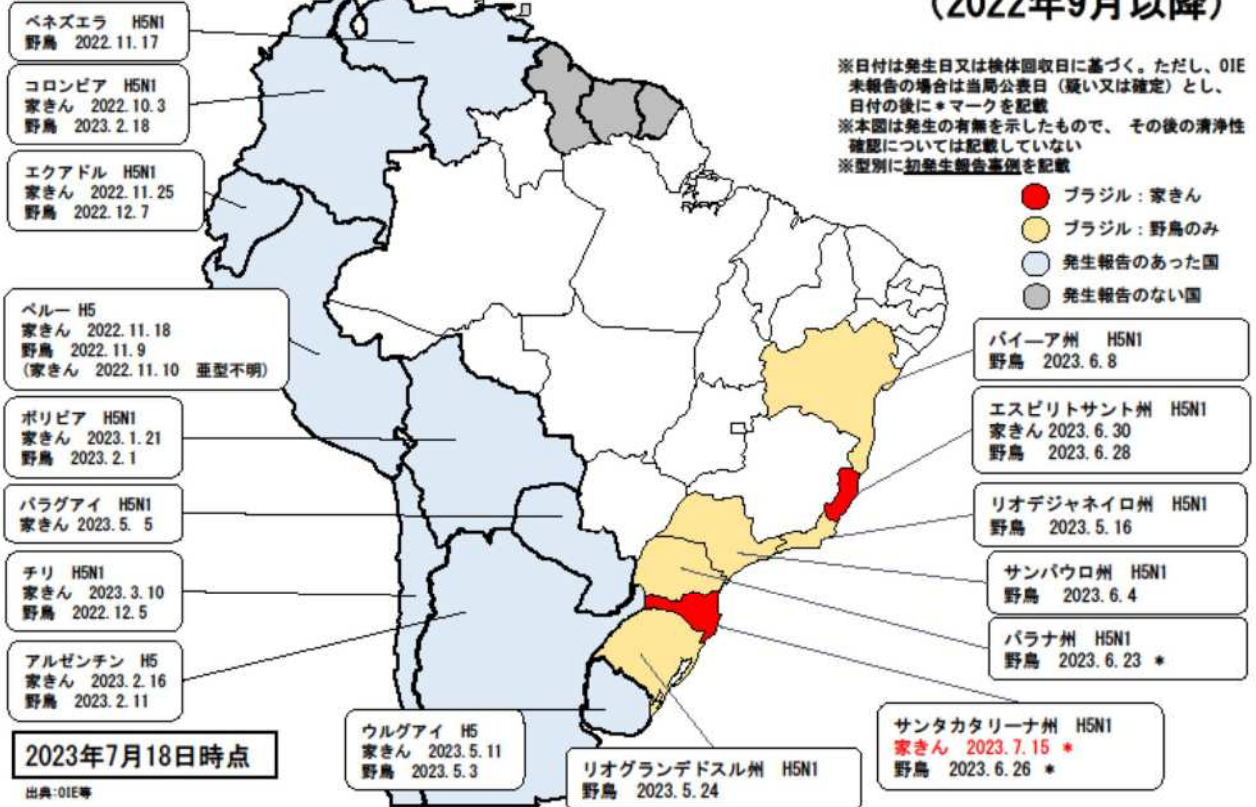 （2022年9月以降）
※日付は発生日又は検体回収日に基づく。ただし、OIE
未報告の場合は当局公表日（疑い又は確定）とし、
日付の後に＊マークを記載
※本図は発生の有無を示したもので、 その後の清浄性
確認については記載していない
※型別に初発生報告事例を記載
ブラジル：家きん
ブラジル：野鳥のみ
発生報告のあった国
発生報告のない国
ベネズエラ H5N1
野鳥 2022.11.17
コロンビア H5N1
家きん 2022.10.3
野鳥 2023.2.18
エクアドル H5N1
家きん 2022.11.25
野鳥 2022.12.7
ペルー H5
家きん 2022.11.18
野鳥 2022.11.9
(家きん 2022.11.10 亜型不明)
ボリビア H5N1
家きん 2023.1.21
野鳥 2023.2.1
パラグアイ H5N1
家きん 2023.5. 5
チリ H5N1
家きん 2023.3.10
野鳥 2022.12.5
アルゼンチン H5
家きん 2023.2.16
野鳥 2023.2.11
ウルグアイ H5
家きん 2023.5.11
野鳥 2023.5.3
リオグランデドスル州 H5N1
野鳥 2023.5.24
バイーア州 H5N1
野鳥 2023.6.8
エスピリトサント州 H5N1
家きん 2023.6.30
野鳥 2023.6.28
リオデジャネイロ州 H5N1
野鳥 2023.5.16
サンパウロ州 H5N1
野鳥 2023.6.4
パラナ州 H5N1
野鳥 2023.6.23 ＊
サンタカタリーナ州 H5N1
家きん 2023.7.15 ＊
野鳥 2023.6.26 ＊
2023年7月18日時点
出典:OIE等